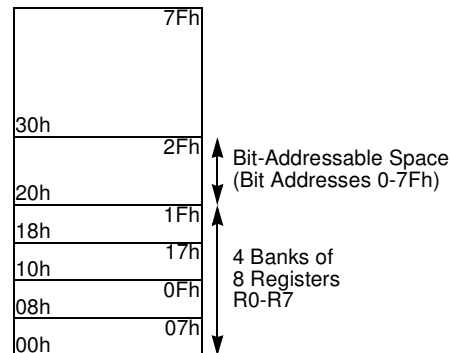 7Fh
30h
2Fh
Bit-Addressable Space
(Bit Addresses 0-7Fh)
20h
1Fh
18h
17h
10h
4 Banks of
8 Registers
R0-R7
0Fh
08h
07h
00h